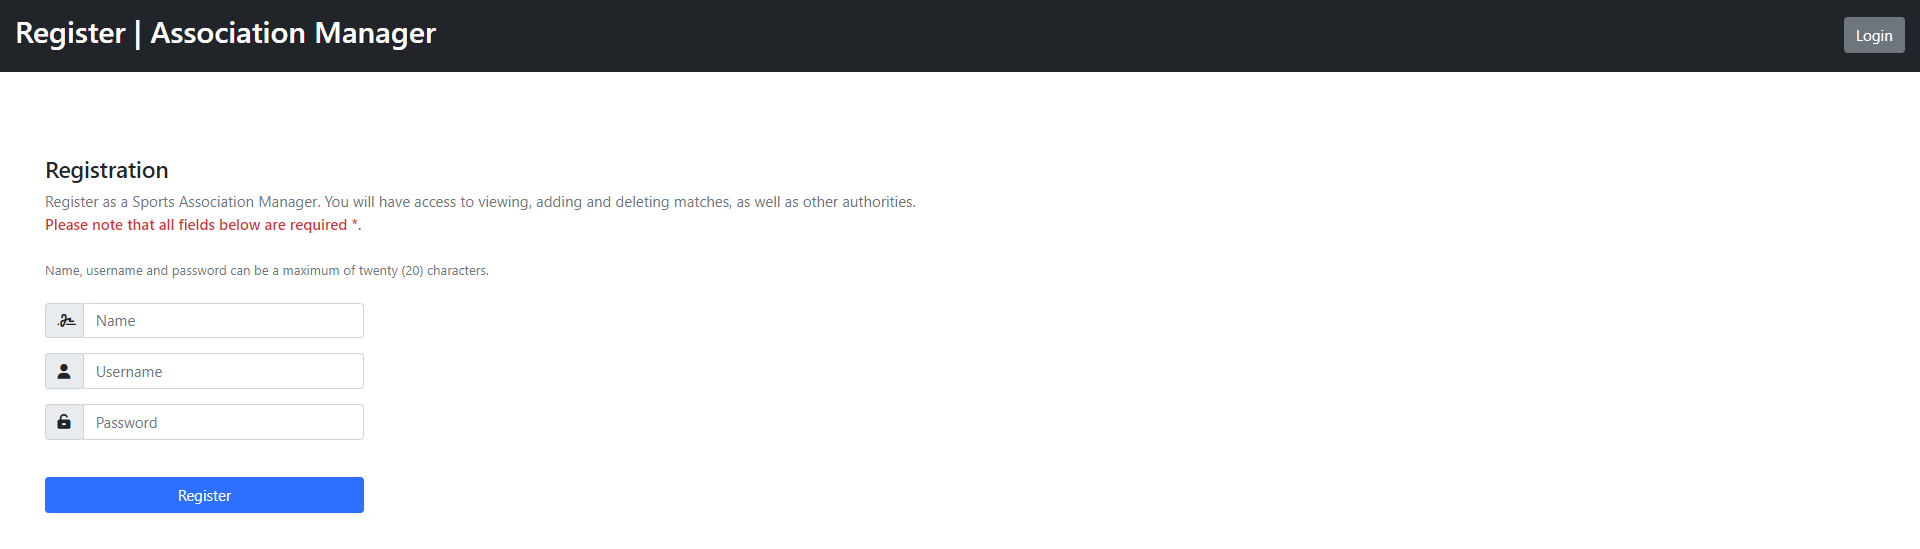 Register | Association Manager
Login
Registration
Register as a Sports Association Manager. You will have access to viewing, adding and deleting matches, as well as other authorities.
Please note that all fields below are required *.
Name, username and password can be a maximum of twenty (20) characters.
Name
Username
Password
Register